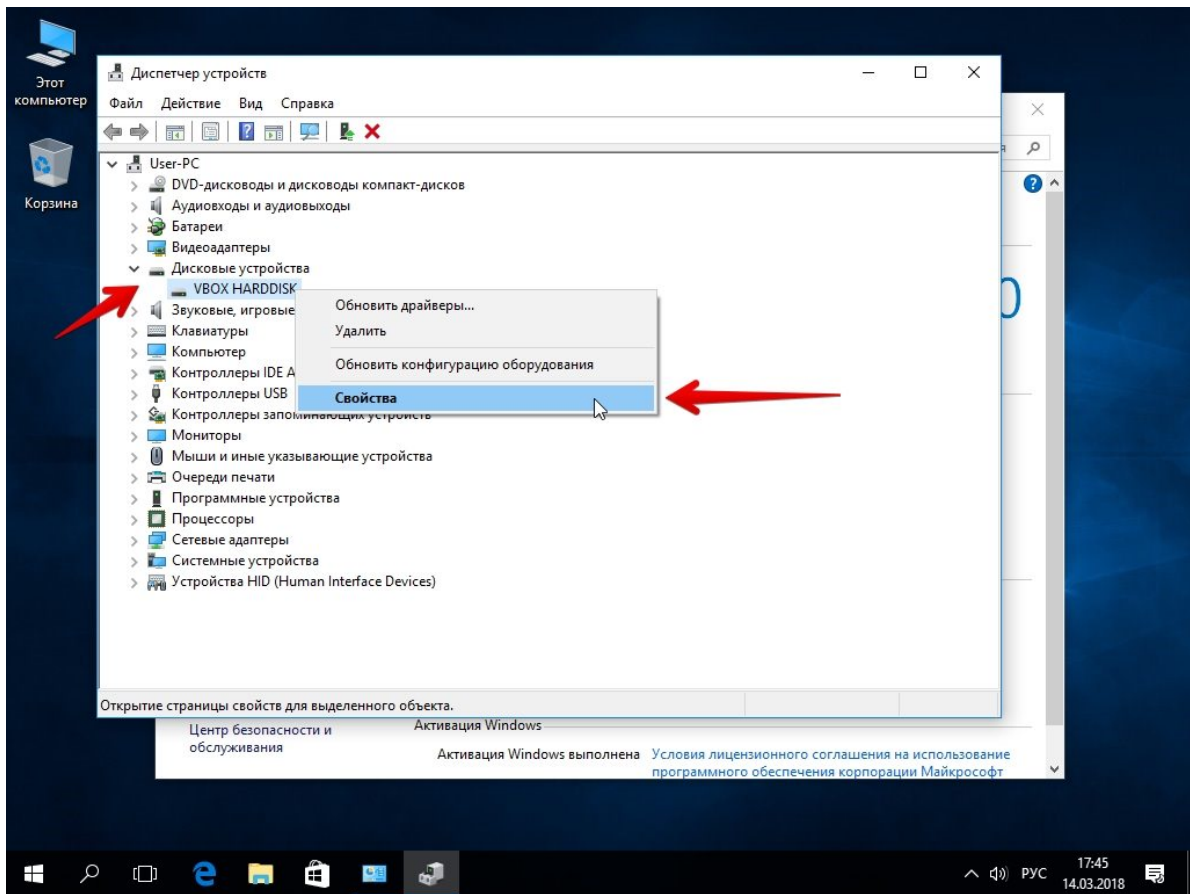 Этот
компьютер
Корзина
Диспетчер устройств
Файл Действие Вид Справка
User-PC
DVD-дисководы и дисководы компакт-дисков
Аудиовходы и аудиовыходы
Батареи
Видеоадаптеры
Дисковые устройства
VBOX HARDDISK
Звуковые, игровые
Клавиатуры
Компьютер
Контроллеры IDE A
Контроллеры USB
Контроллеры запоминающих устройств
Мониторы
Мыши и иные указывающие устройства
Очереди печати
Программные устройства
Процессоры
Сетевые адаптеры
Системные устройства
Устройства HID (Human Interface Devices)
Обновить драйверы...
Удалить
Обновить конфигурацию оборудования
Свойства
Открытие страницы свойств для выделенного объекта.
Центр безопасности и
обслуживания
Активация Windows
Активация Windows выполнена Условия лицензионного соглашения на использование
программного обеспечения корпорации Майкрософт
РУС
17:45
14.03.2018